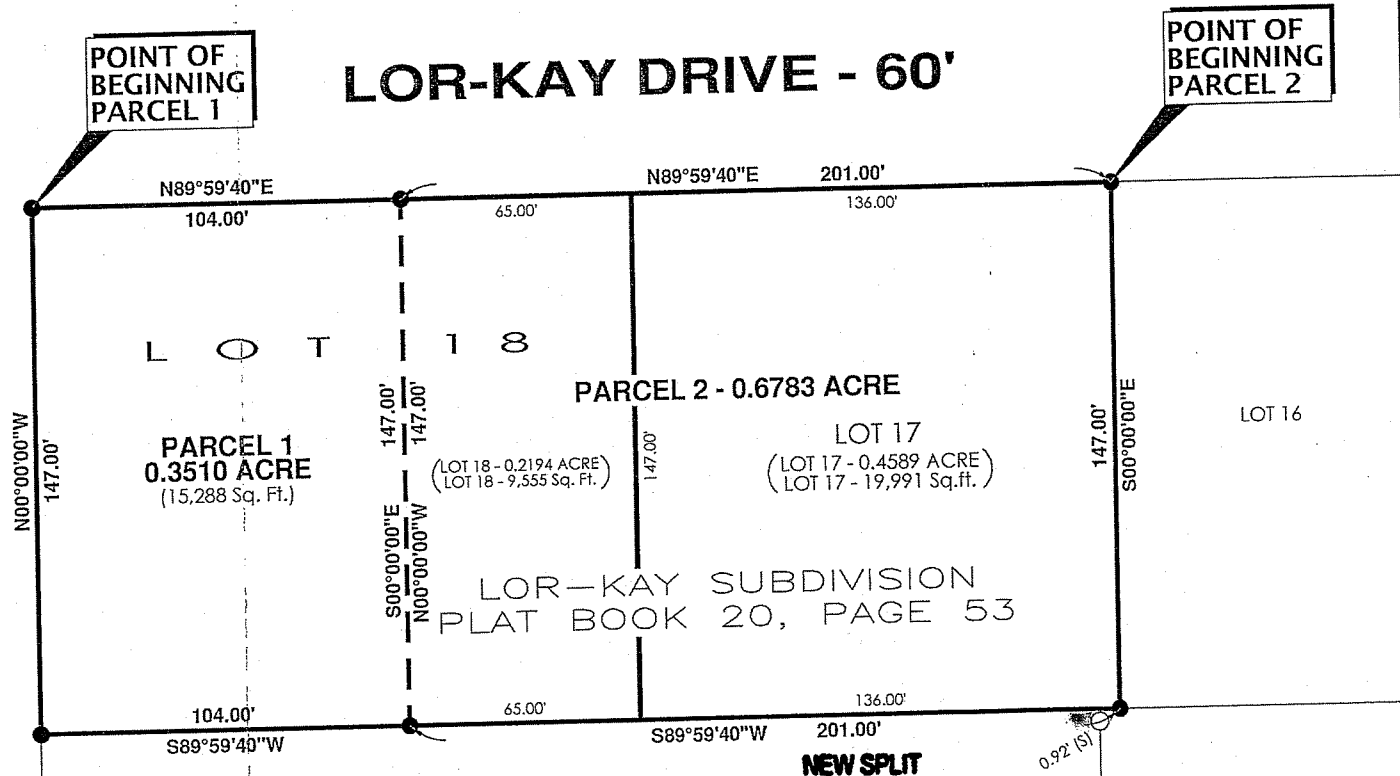 POINT OF
BEGINNING
PARCEL 1
LOR-KAY DRIVE - 60'
POINT OF
BEGINNING
PARCEL 2
N89°59'40"E
104.00'
N89°59'40"E
201.00'
65.00'
136.00'
LOT 18
PARCEL 2 - 0.6783 ACRE
N00°00'00"W
147.00'
PARCEL 1
0.3510 ACRE
(15,288 Sq. Ft.)
147.00'
147.00'
S00°00'00"E
N00°00'00"W
(LOT 18 - 0.2194 ACRE
LOT 18 - 9,555 Sq. Ft.)
147.00'
LOT 17
(LOT 17 - 0.4589 ACRE
LOT 17 - 19,991 Sq.ft.)
147.00'
S00°00'00"E
LOT 16
LOR-KAY SUBDIVISION
PLAT BOOK 20, PAGE 53
104.00'
S89°59'40"W
65.00'
136.00'
S89°59'40"W
201.00'
0.92' (S)
NEW SPLIT